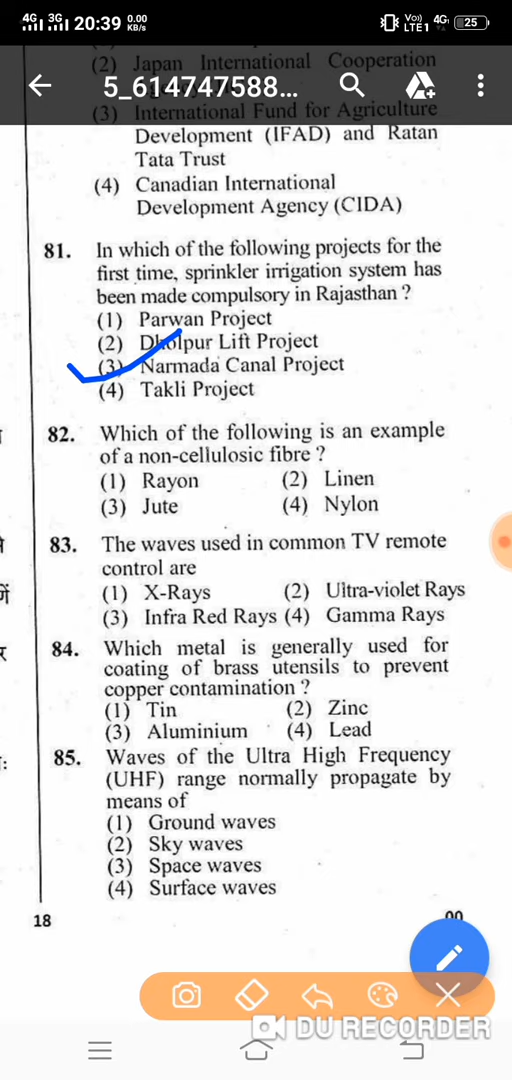 4G 3G 20:39 0.00 KB/s Vo)) LTE1 4G 25
(2) Japan International Cooperation
5_614747588...
(3) International Fund for Agriculture
Development (IFAD) and Ratan
Tata Trust
(4) Canadian International
Development Agency (CIDA)
81. In which of the following projects for the
first time, sprinkler irrigation system has
been made compulsory in Rajasthan ?
(1) Parwan Project
(2) Dholpur Lift Project
(3) Narmada Canal Project
(4) Takli Project
82. Which of the following is an example
of a non-cellulosic fibre ?
(1) Rayon (2) Linen
(3) Jute (4) Nylon
83. The waves used in common TV remote
control are
(1) X-Rays (2) Ultra-violet Rays
(3) Infra Red Rays (4) Gamma Rays
84. Which metal is generally used for
coating of brass utensils to prevent
copper contamination ?
(1) Tin (2) Zinc
(3) Aluminium (4) Lead
85. Waves of the Ultra High Frequency
(UHF) range normally propagate by
means of
(1) Ground waves
(2) Sky waves
(3) Space waves
(4) Surface waves
18
DU RECORDER